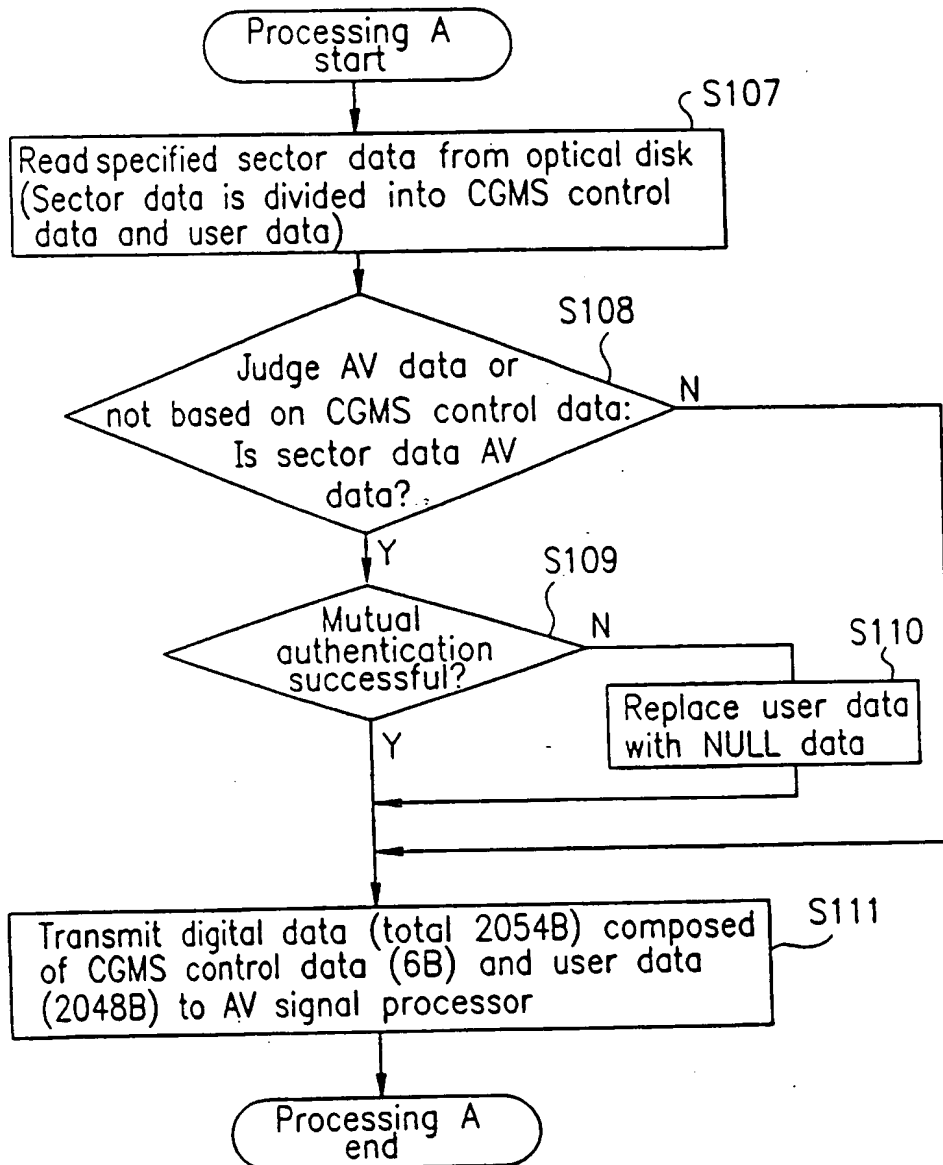 Processing A
start
S107
Read specified sector data from optical disk
(Sector data is divided into CGMS control
data and user data)
S108
Judge AV data or
not based on CGMS control data:
Is sector data AV
data?
N
Y
S109
Mutual
authentication
successful?
N
S110
Replace user data
with NULL data
Y
S111
Transmit digital data (total 2054B) composed
of CGMS control data (6B) and user data
(2048B) to AV signal processor
Processing A
end